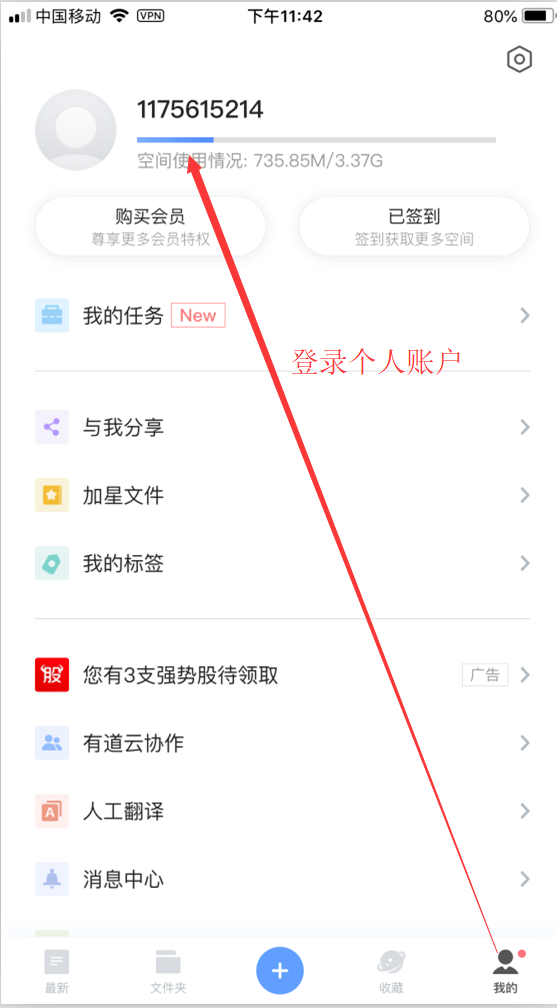 中国移动 VPN 下午11:42 80%
1175615214
空间使用情况: 735.85M/3.37G
购买会员 已签到
尊享更多会员特权 签到获取更多空间
我的任务 New
登录个人账户
与我分享
加星文件
我的标签
股 您有3支强势股待领取 广告
有道云协作
A 人工翻译
消息中心
最新 文件夹 收藏 我的